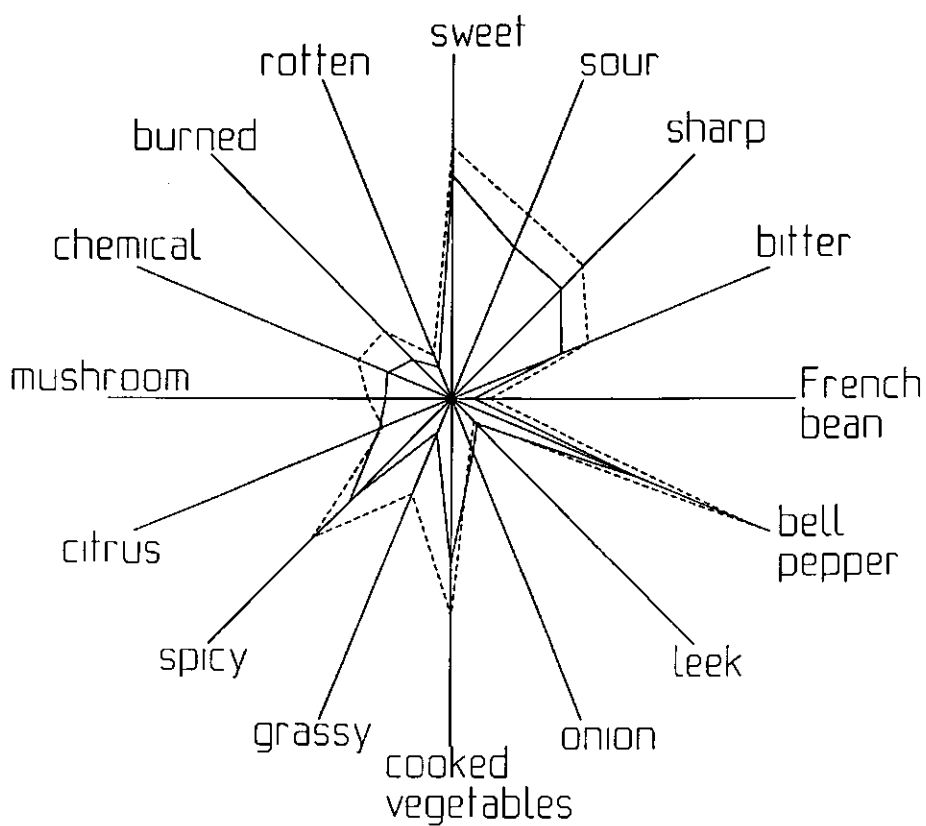 sweet
sour
sharp
bitter
French
bean
bell
pepper
leek
onion
cooked
vegetables
grassy
spicy
citrus
mushroom
chemical
burned
rotten